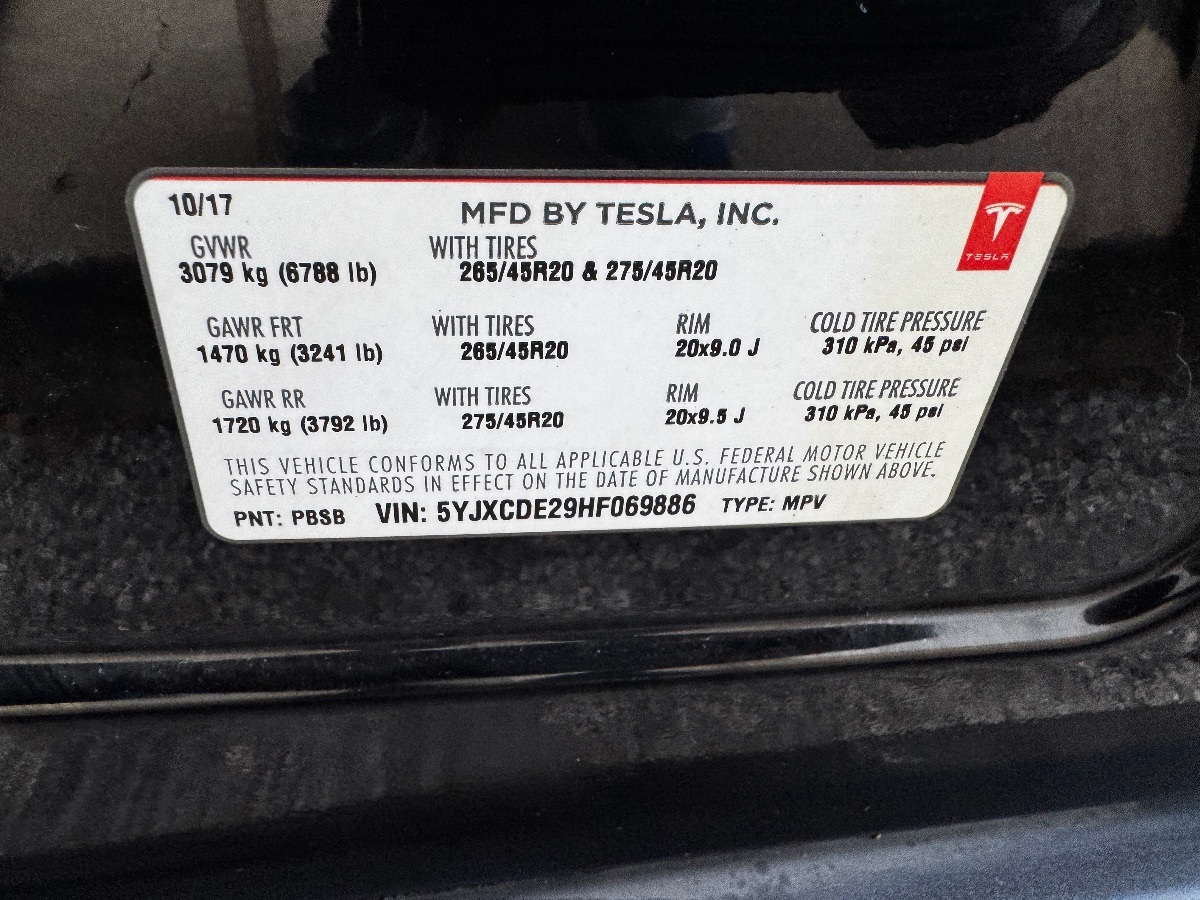 10/17
MFD BY TESLA, INC.
TESLA
GVWR WITH TIRES
3079 kg (6788 lb) 265/45R20 & 275/45R20
GAWR FRT WITH TIRES RIM COLD TIRE PRESSURE
1470 kg (3241 lb) 265/45R20 20x9.0 J 310 kPa, 45 psi
GAWR RR WITH TIRES RIM COLD TIRE PRESSURE
1720 kg (3792 lb) 275/45R20 20x9.5 J 310 kPa, 45 psi
THIS VEHICLE CONFORMS TO ALL APPLICABLE U.S. FEDERAL MOTOR VEHICLE
SAFETY STANDARDS IN EFFECT ON THE DATE OF MANUFACTURE SHOWN ABOVE.
PNT: PBSB VIN: 5YJXCDE29HF069886 TYPE: MPV